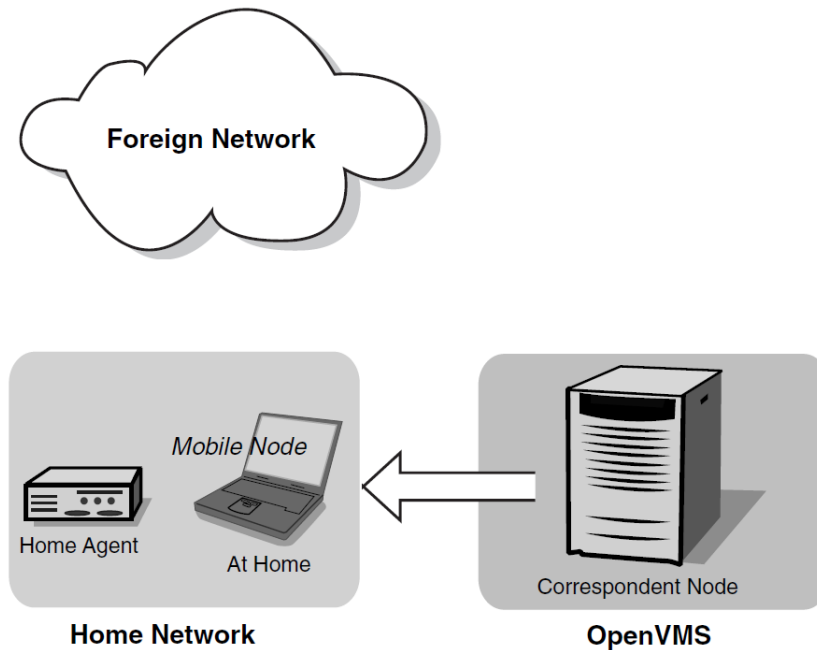 Foreign Network
Mobile Node
Home Agent
At Home
Correspondent Node
Home Network
OpenVMS